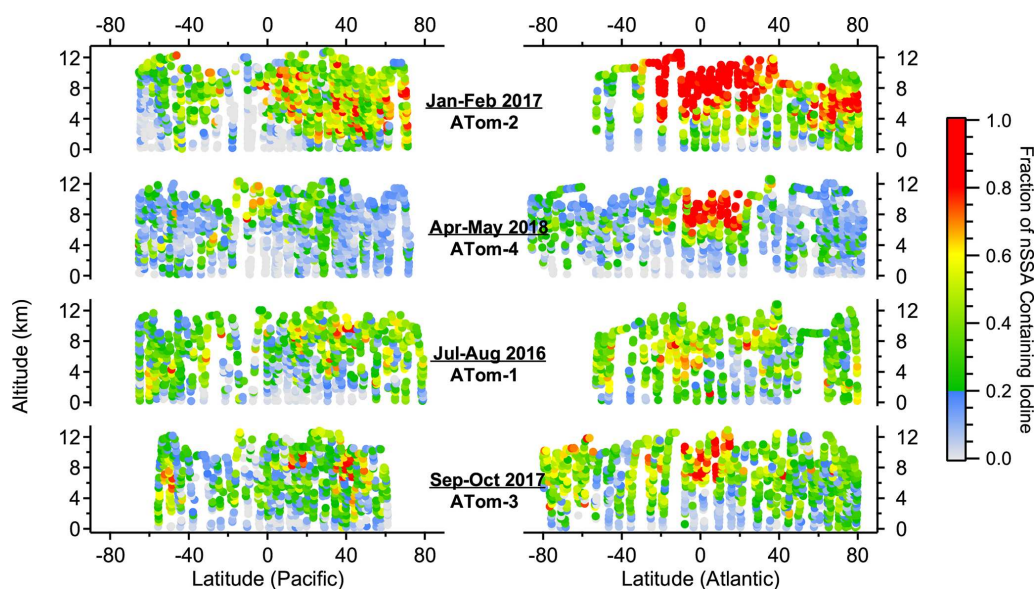 -80 -40 0 40 80 -80 -40 0 40 80
12 12
8 8
4 4
0 0
Jan-Feb 2017
ATom-2
12 12
8 8
4 4
0 0
Apr-May 2018
ATom-4
12 12
8 8
4 4
0 0
Jul-Aug 2016
ATom-1
12 12
8 8
4 4
0 0
Sep-Oct 2017
ATom-3
-80 -40 0 40 80 -80 -40 0 40 80
Latitude (Pacific) Latitude (Atlantic)
Altitude (km)
1.0
0.8
0.6
0.4
0.2
0.0
Fraction of nSSA Containing Iodine